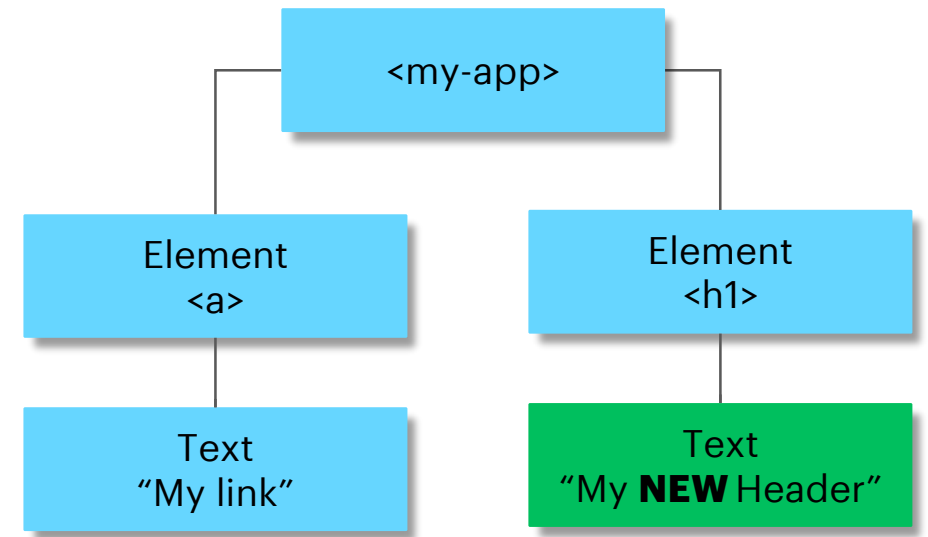 <my-app>
Element
<a>
Element
<h1>
Text
“My link”
Text
“My NEW Header”